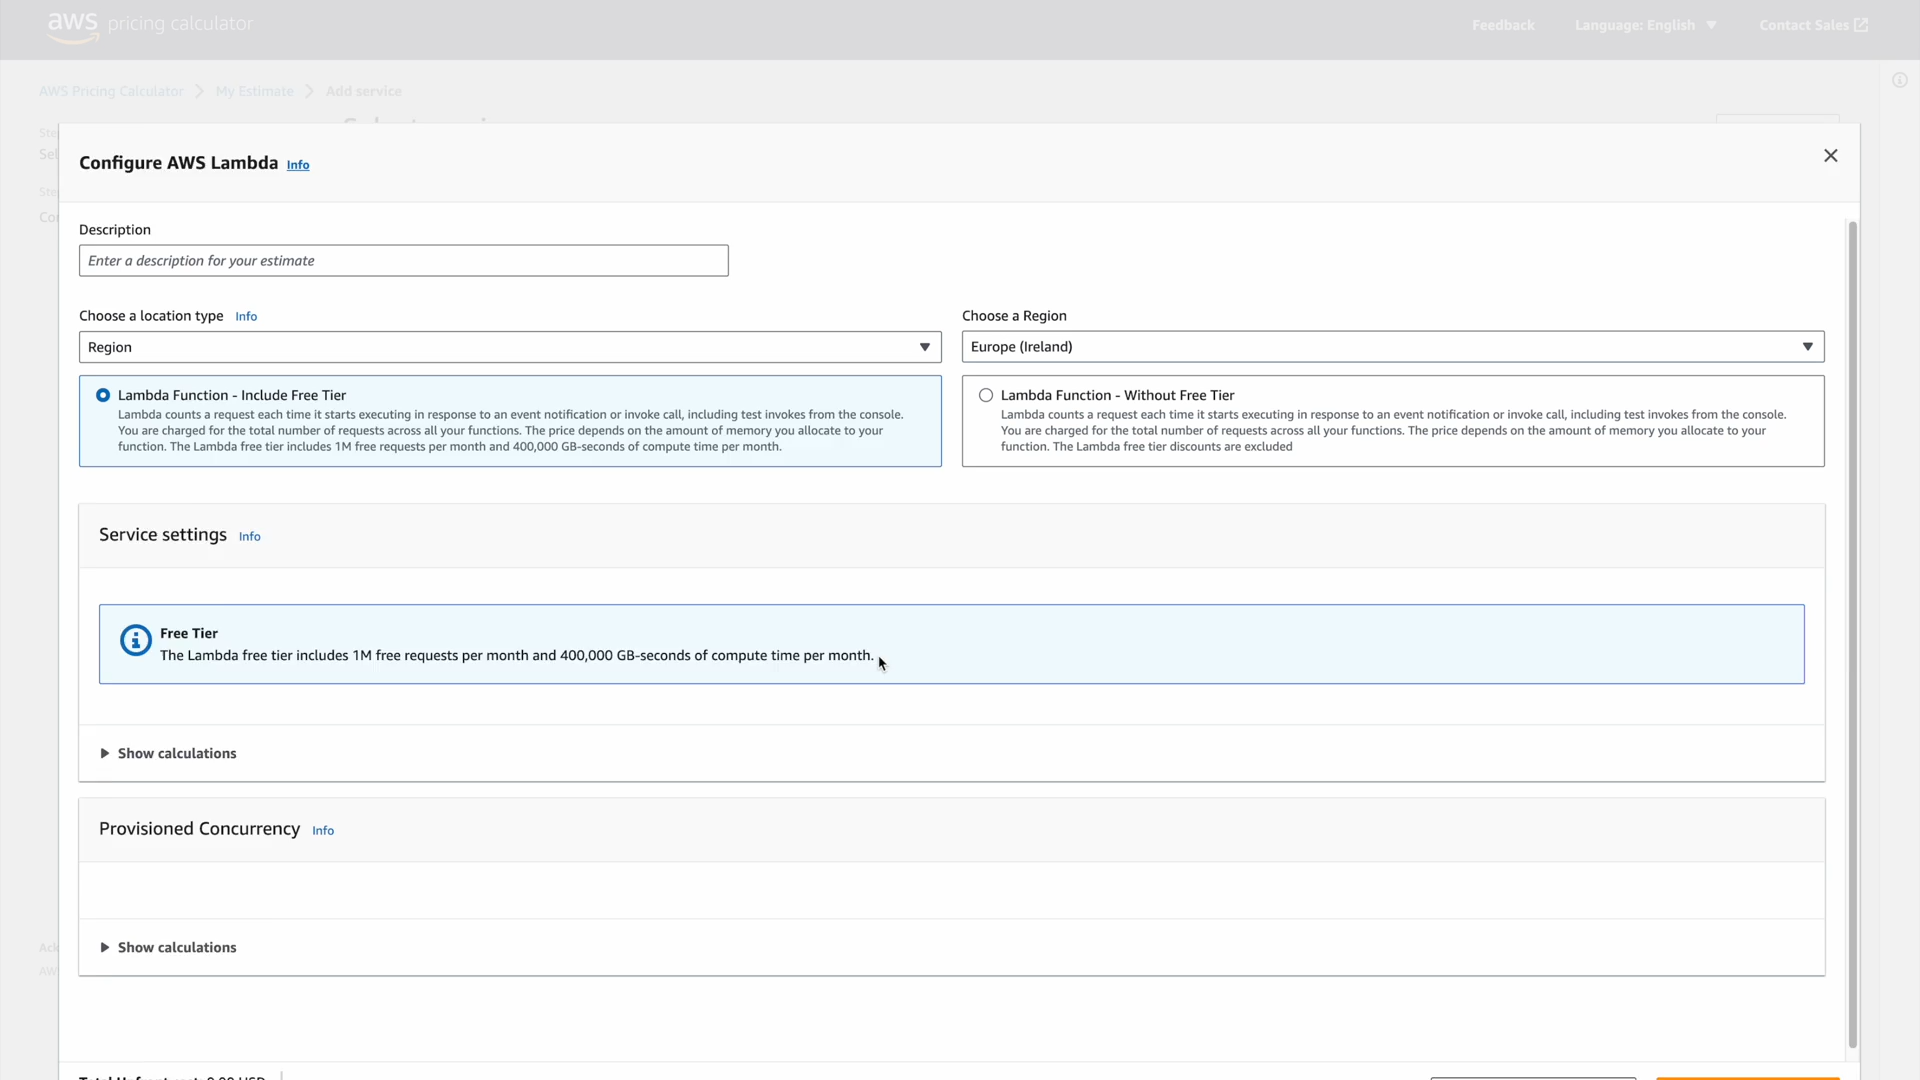 aws pricing calculator
Feedback
Language: English
Contact Sales
AWS Pricing Calculator
My Estimate
Add service
Configure AWS Lambda Info
Description
Enter a description for your estimate
Choose a location type Info
Region
Choose a Region
Europe (Ireland)
Lambda Function - Include Free Tier
Lambda counts a request each time it starts executing in response to an event notification or invoke call, including test invokes from the console.
You are charged for the total number of requests across all your functions. The price depends on the amount of memory you allocate to your
function. The Lambda free tier includes 1M free requests per month and 400,000 GB-seconds of compute time per month.
Lambda Function - Without Free Tier
Lambda counts a request each time it starts executing in response to an event notification or invoke call, including test invokes from the console.
You are charged for the total number of requests across all your functions. The price depends on the amount of memory you allocate to your
function. The Lambda free tier discounts are excluded
Service settings Info
Free Tier
The Lambda free tier includes 1M free requests per month and 400,000 GB-seconds of compute time per month.
Show calculations
Provisioned Concurrency Info
Show calculations